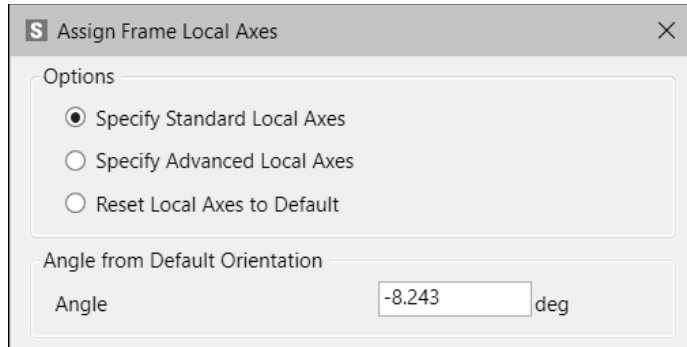 S Assign Frame Local Axes
Options
Specify Standard Local Axes
Specify Advanced Local Axes
Reset Local Axes to Default
Angle from Default Orientation
Angle -8.243 deg